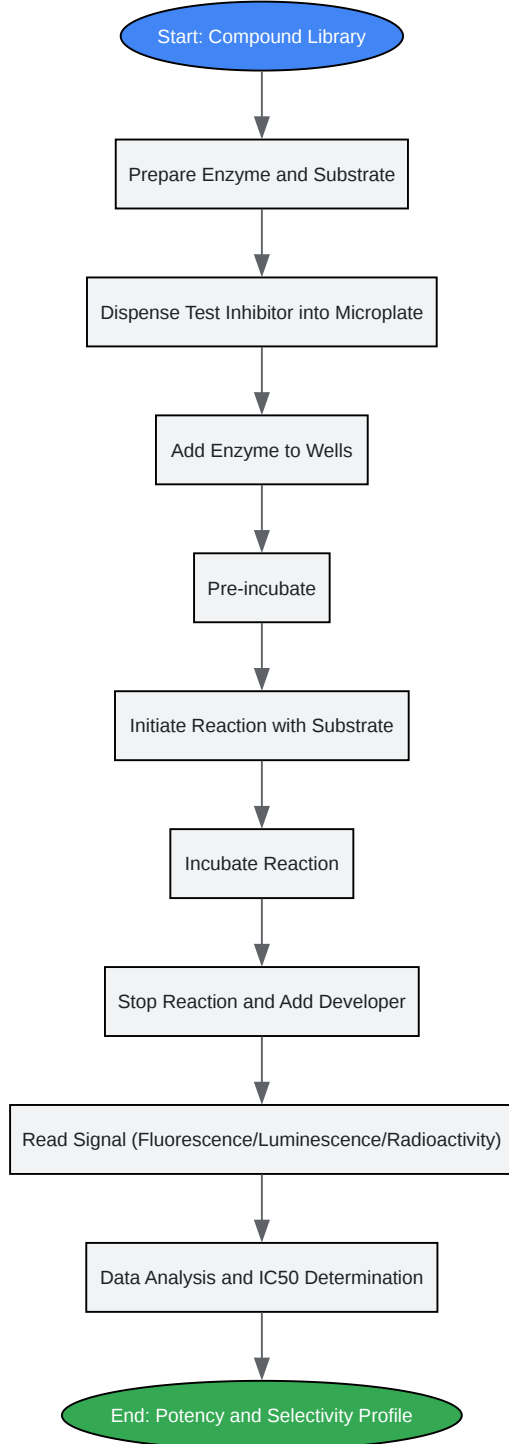 Start: Compound Library
Prepare Enzyme and Substrate
Dispense Test Inhibitor into Microplate
Add Enzyme to Wells
Pre-incubate
Initiate Reaction with Substrate
Incubate Reaction
Stop Reaction and Add Developer
Read Signal (Fluorescence/Luminescence/Radioactivity)
Data Analysis and IC50 Determination
End: Potency and Selectivity Profile